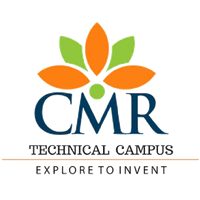 CMR
TECHNICAL CAMPUS
EXPLORE TO INVENT